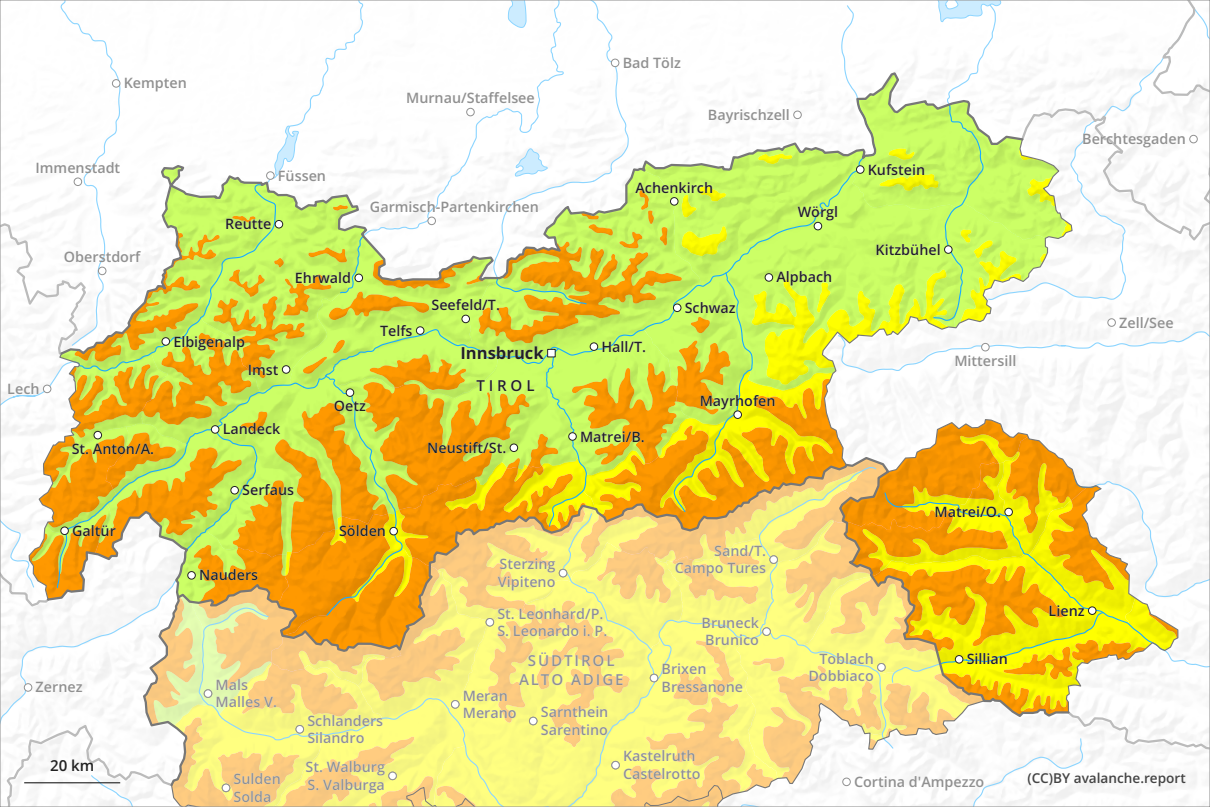 Bad Tölz
Kempten
Murnau/Staffelsee
Bayrischzell
Berchtesgaden
Immenstadt
Füssen
Kufstein
Achenkirch
Garmisch-Partenkirchen
Wörgl
Reutte
Kitzbühel
Oberstdorf
Ehrwald
Alpbach
Seefeld/T.
Schwaz
Zell/See
Telfs
Elbigenalp
Innsbruck
Hall/T.
Mittersill
Imst
TIROL
Lech
Oetz
Mayrhofen
Landeck
Matrei/B.
St. Anton/A.
Neustift/St.
Serfaus
Matrei/O.
Galtür
Sölden
Sand/T.
Campo Tures
Sterzing
Vipiteno
Nauders
Lienz
St. Leonhard/P.
S. Leonardo i. P.
Bruneck
Brunico
SÜDTIROL
ALTO ADIGE
Toblach
Dobbiaco
Sillian
Brixen
Bressanone
Zernez
Mals
Malles V.
Meran
Merano
Sarnthein
Sarentino
Schlanders
Silandro
Kastelruth
Castelrotto
20 km
St. Walburg
S. Valburga
Sulden
Solda
Cortina d'Ampezzo
(CC)BY avalanche.report